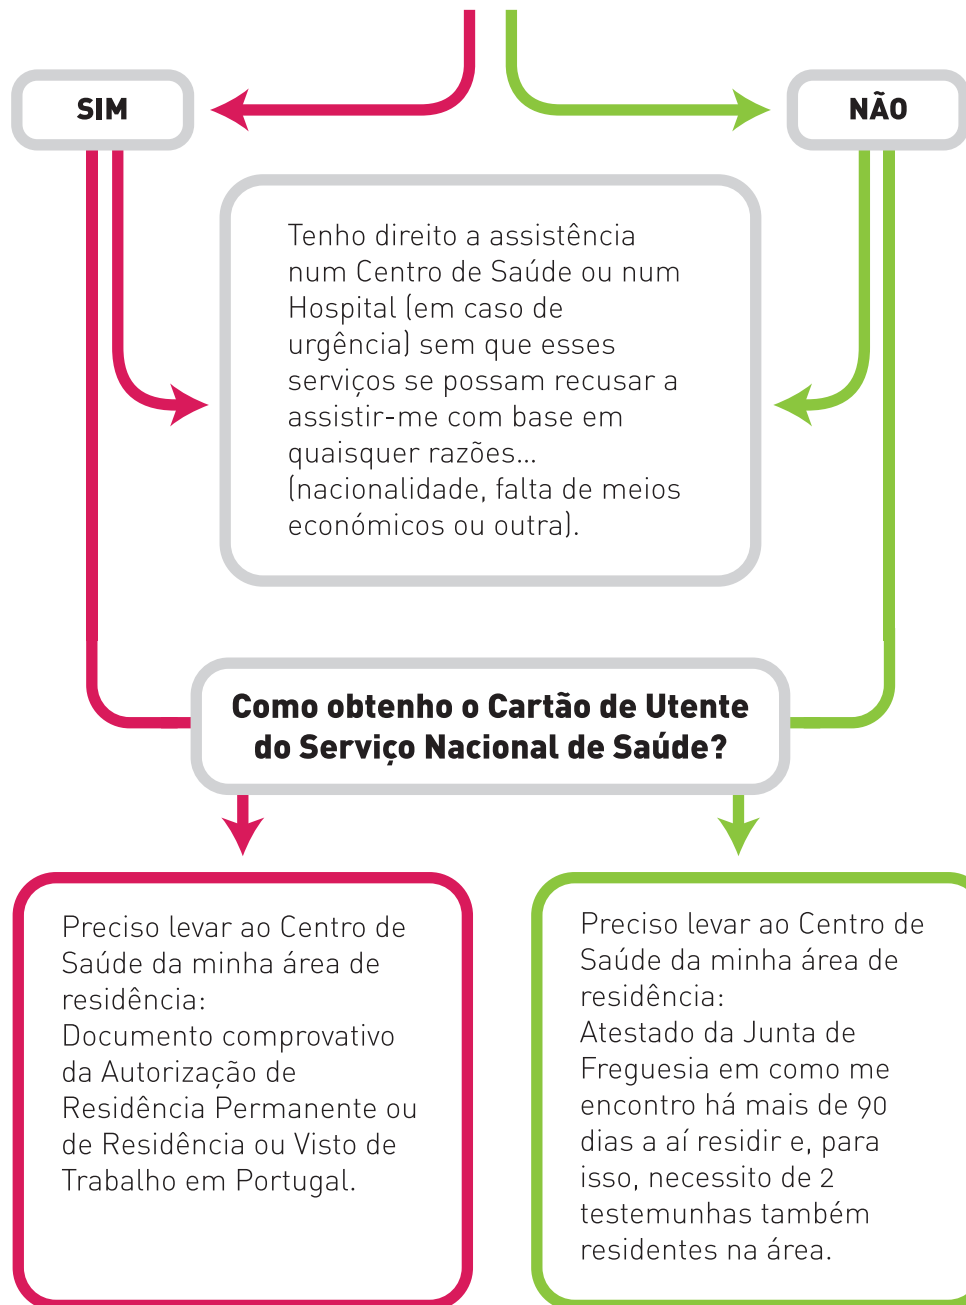 SIM
NÃO
Tenho direito a assistência
num Centro de Saúde ou num
Hospital (em caso de
urgência) sem que esses
serviços se possam recusar a
assistir-me com base em
quaisquer razões...
(nacionalidade, falta de meios
económicos ou outra).
Como obtenho o Cartão de Utente
do Serviço Nacional de Saúde?
Preciso levar ao Centro de
Saúde da minha área de
residência:
Documento comprovativo
da Autorização de
Residência Permanente ou
de Residência ou Visto de
Trabalho em Portugal.
Preciso levar ao Centro de
Saúde da minha área de
residência:
Atestado da Junta de
Freguesia em como me
encontro há mais de 90
dias a aí residir e, para
isso, necessito de 2
testemunhas também
residentes na área.